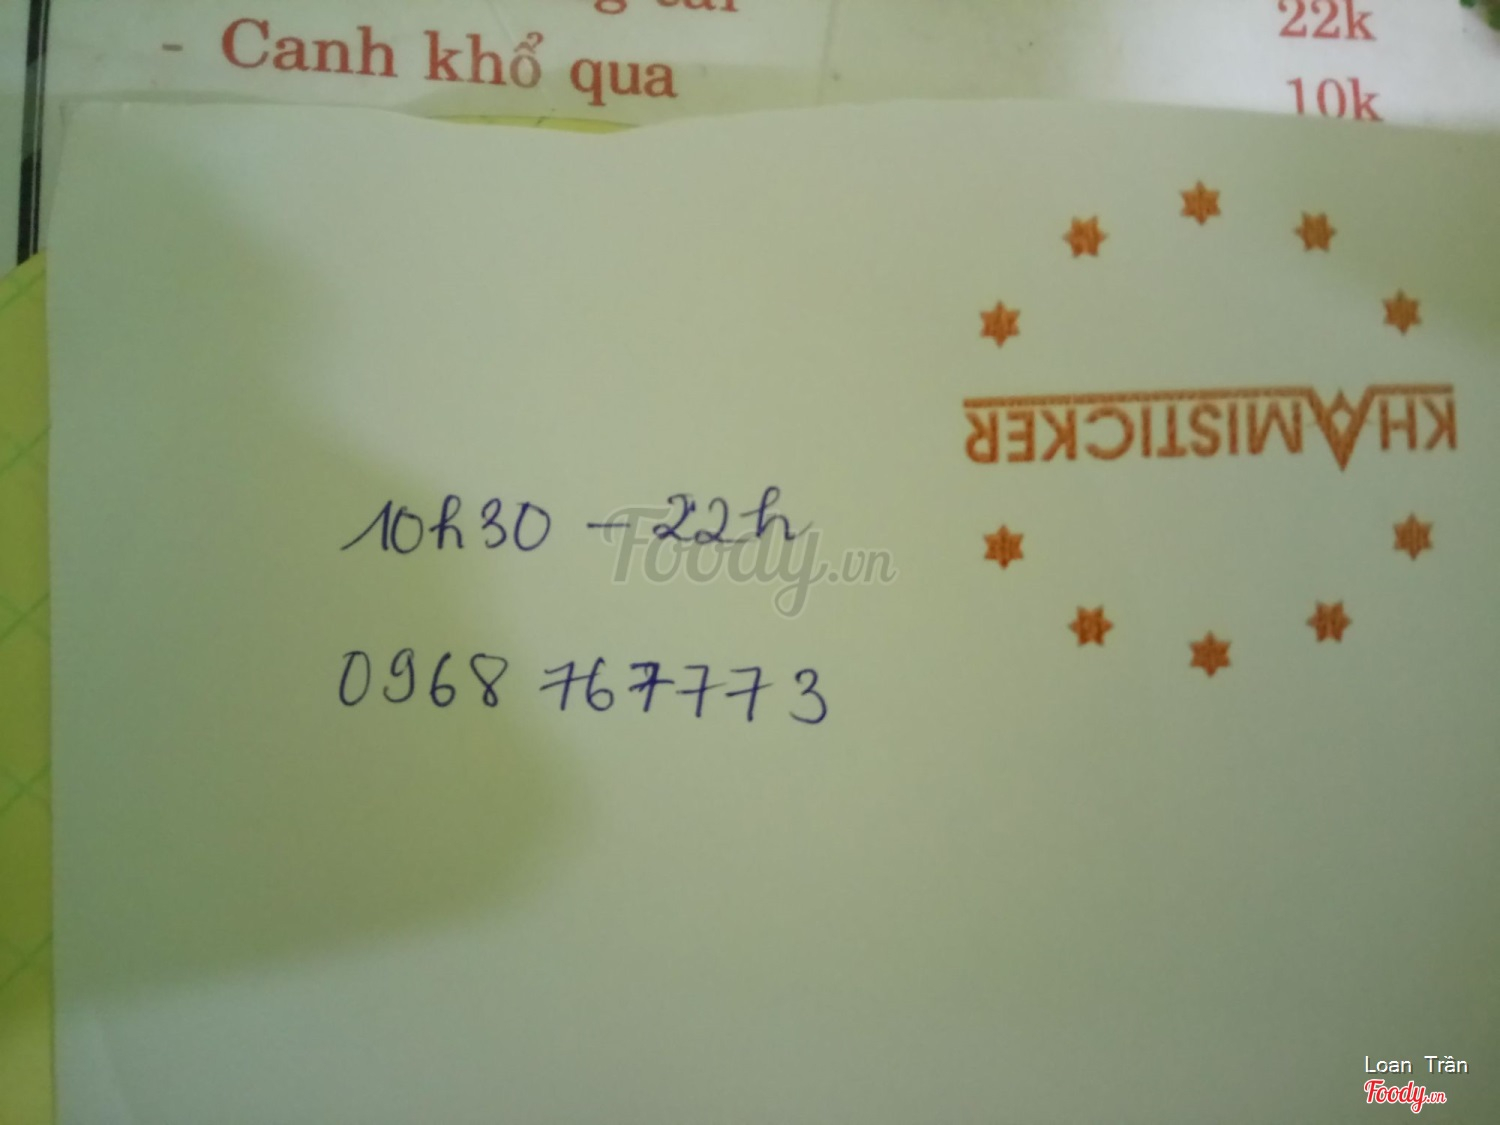 22k
- Canh khổ qua
10k
KHAMISTICKER
10h30 - 22h
Foody.vn
0968 767773
Loan Trần
Foody.vn